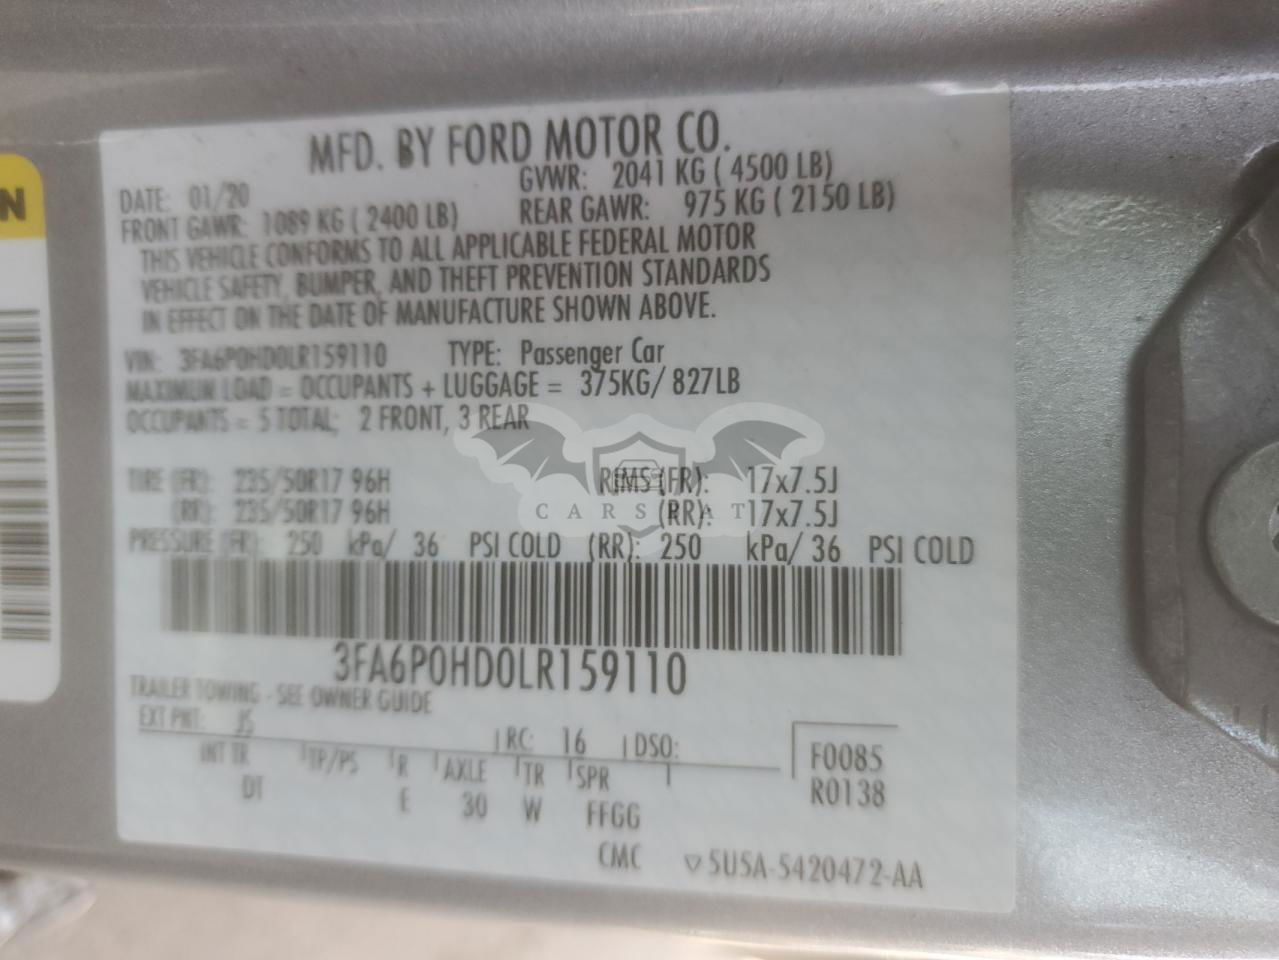 N
MFD. BY FORD MOTOR CO.
DATE: 01/20 GVWR: 2041 KG ( 4500 LB)
FRONT GAWR: 1089 KG ( 2400 LB) REAR GAWR: 975 KG ( 2150 LB)
THIS VEHICLE CONFORMS TO ALL APPLICABLE FEDERAL MOTOR
VEHICLE SAFETY, BUMPER, AND THEFT PREVENTION STANDARDS
IN EFFECT ON THE DATE OF MANUFACTURE SHOWN ABOVE.
VIN: 3FA6P0HD0LR159110 TYPE: Passenger Car
MAXIMUM LOAD = OCCUPANTS + LUGGAGE = 375KG/ 827LB
OCCUPANTS = 5 TOTAL; 2 FRONT, 3 REAR
TIRE (FR): 235/50R17 96H RIMS (FR): 17x7.5J
(RR): 235/50R17 96H (RR): 17x7.5J
CARSBAT
PRESSURE (FR): 250 kPa/ 36 PSI COLD (RR): 250 kPa/ 36 PSI COLD
3FA6P0HD0LR159110
TRAILER TOWING - SEE OWNER GUIDE
EXT PNT: JS RC: 16 DSO:
INT TR TP/PS R AXLE TR SPR F0085
DT E 30 W FFGG R0138
CMC ▽5U5A-5420472-AA